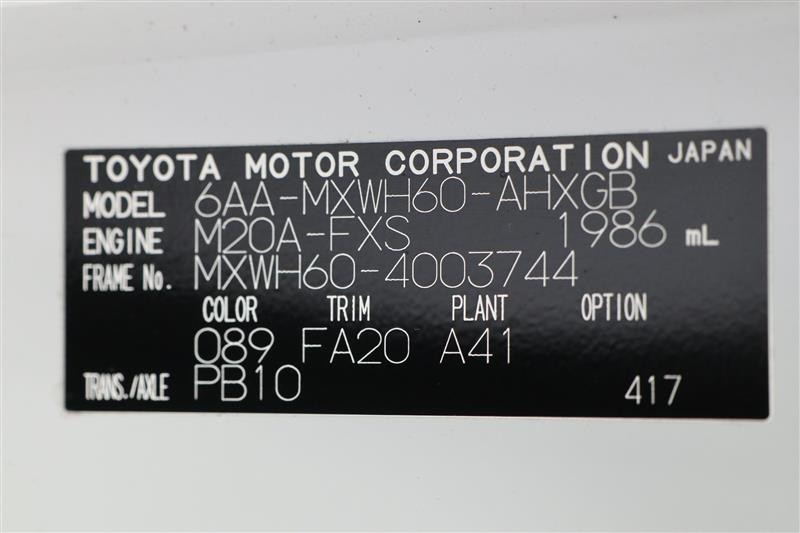 TOYOTA MOTOR CORPORATION JAPAN
MODEL 6AA-MXWH60-AHXGB
ENGINE M20A-FXS 1986 mL
FRAME No. MXWH60-4003744
COLOR TRIM PLANT OPTION
089 FA20 A41
TRANS./AXLE PB10 417